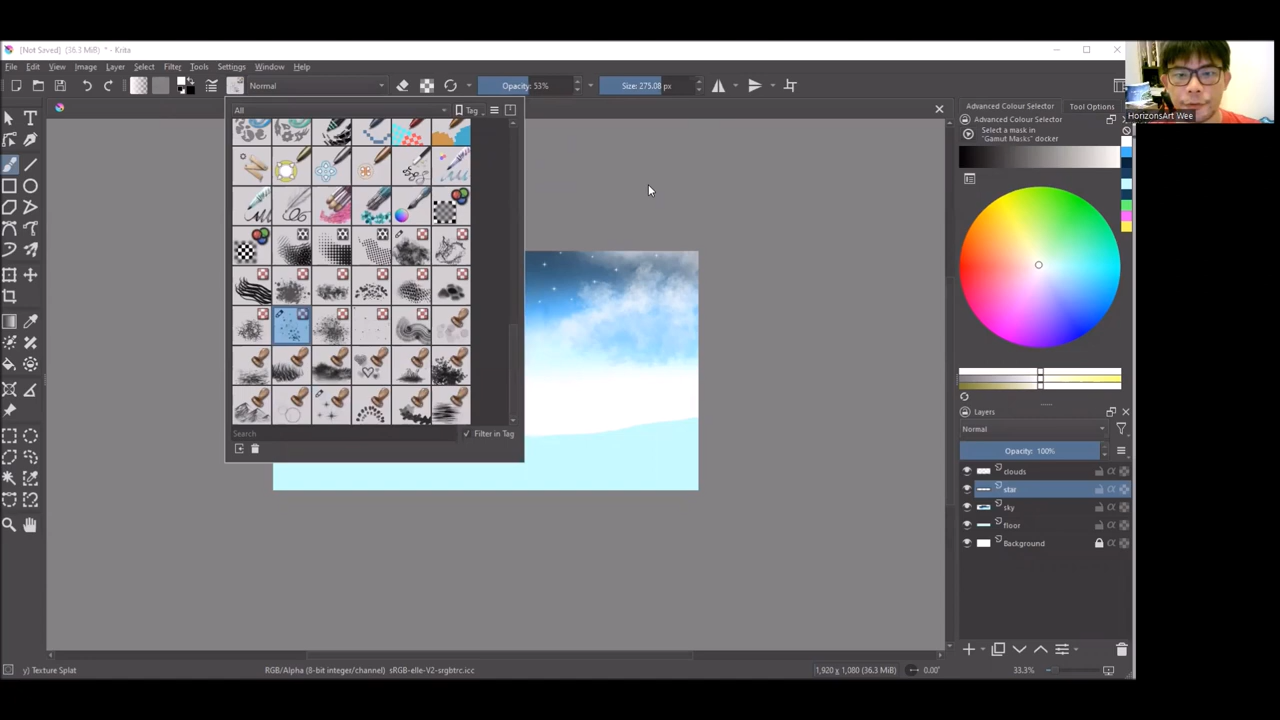 [Not Saved] (36.3 MiB) * - Krita
File Edit View Image Layer Select Filter Tools Settings Window Help
Normal
Opacity: 53%
Size: 275.08 px
HorizonsArt Wee
All
Tag
Advanced Colour Selector
Tool Options
Advanced Colour Selector
Select a mask in
"Gamut Masks" docker
Layers
Normal
Opacity: 100%
clouds
star
sky
floor
Background
Search
Filter in Tag
y) Texture Splat
RGB/Alpha (8-bit integer/channel) sRGB-elle-V2-srgbtrc.icc
1,920 x 1,080 (36.3 MiB)
0.00°
33.3%